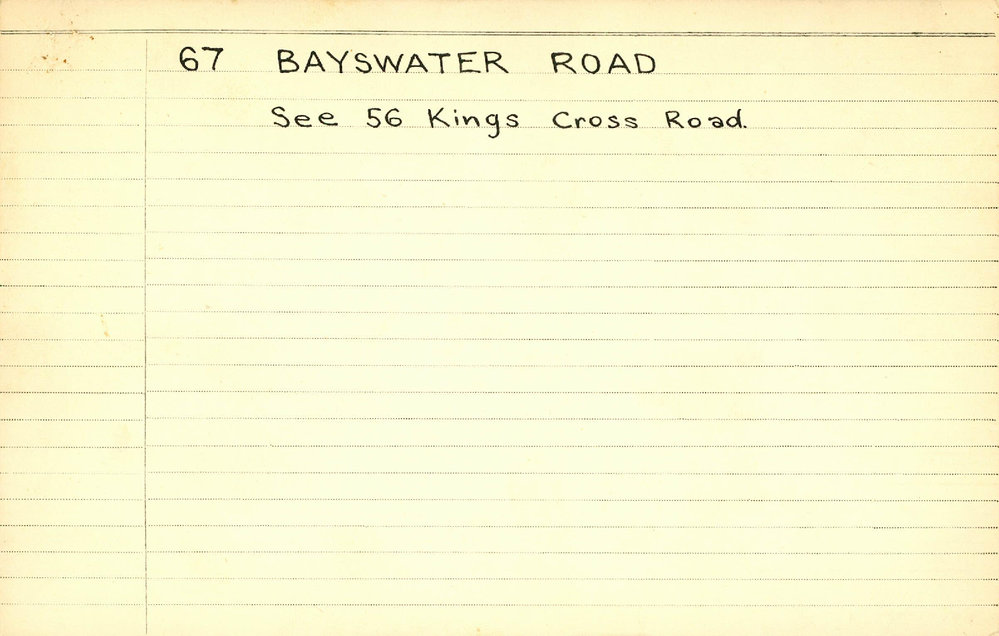 67 BAYSWATER ROAD
See 56 Kings Cross Road.